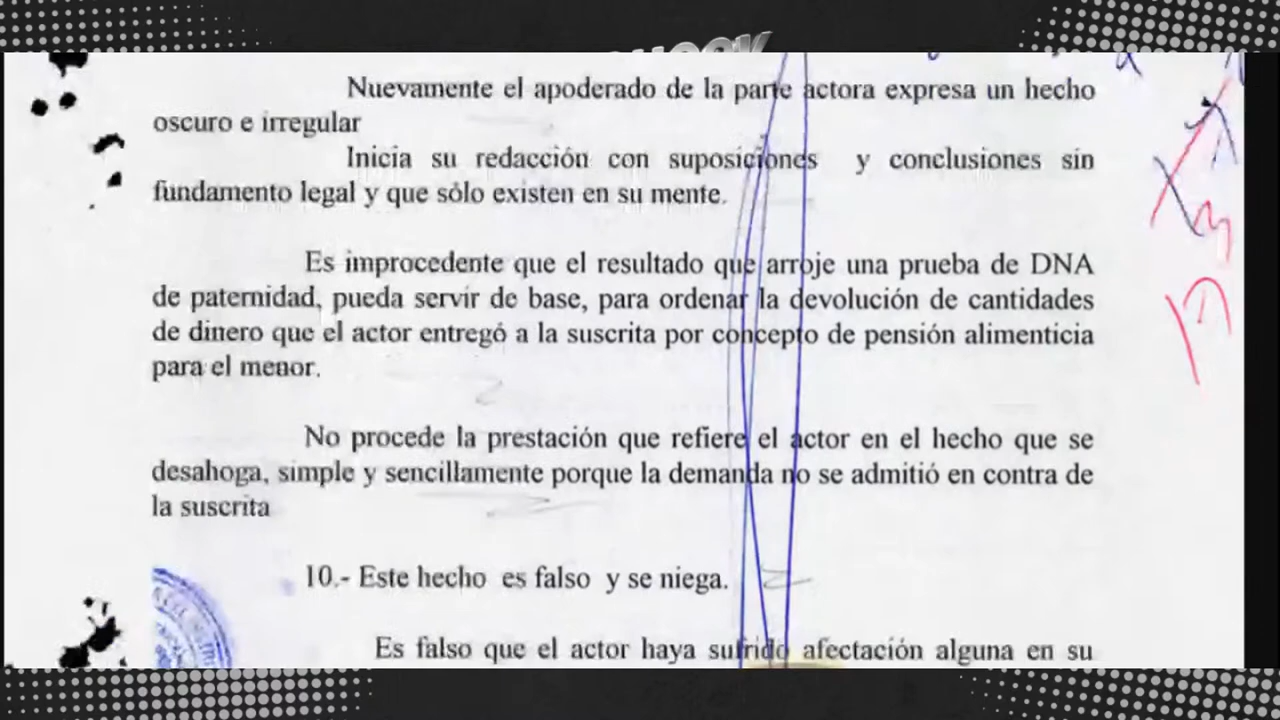 Nuevamente el apoderado de la parte actora expresa un hecho
oscuro e irregular
Inicia su redacción con suposiciones y conclusiones sin
fundamento legal y que sólo existen en su mente.
Es improcedente que el resultado que arroje una prueba de DNA
de paternidad, pueda servir de base, para ordenar la devolución de cantidades
de dinero que el actor entregó a la suscrita por concepto de pensión alimenticia
para el menor.
No procede la prestación que refiere el actor en el hecho que se
desahoga, simple y sencillamente porque la demanda no se admitió en contra de
la suscrita
10.- Este hecho es falso y se niega.
Es falso que el actor haya sufrido afectación alguna en su